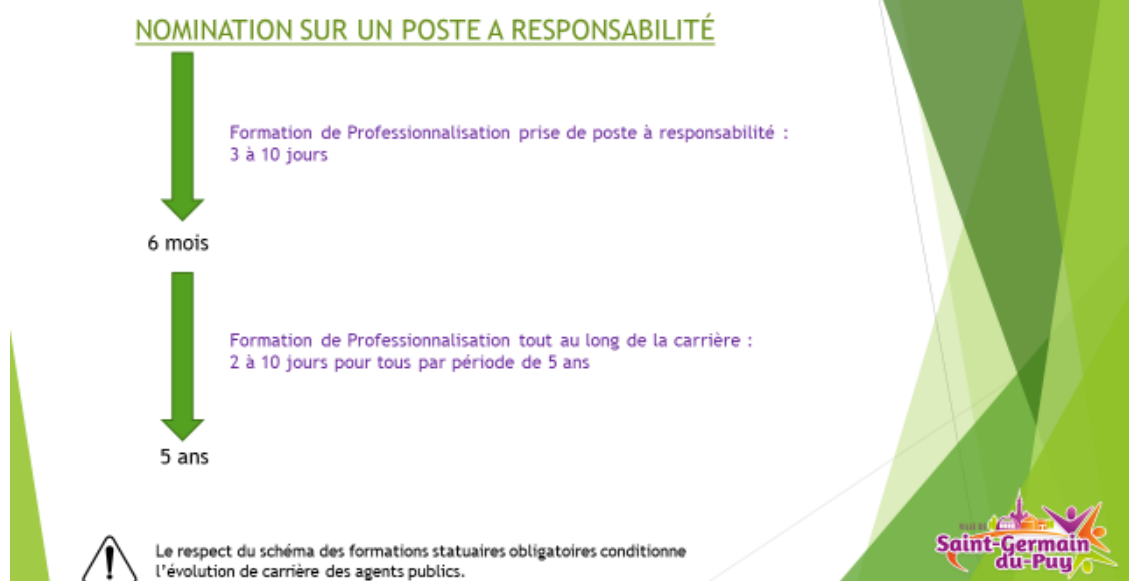 NOMINATION SUR UN POSTE A RESPONSABILITÉ
Formation de Professionnalisation prise de poste à responsabilité :
3 à 10 jours
6 mois
Formation de Professionnalisation tout au long de la carrière :
2 à 10 jours pour tous par période de 5 ans
5 ans
Le respect du schéma des formations statuaires obligatoires conditionne
l'évolution de carrière des agents publics.
VILLE DE
Saint-Germain
du-Puy